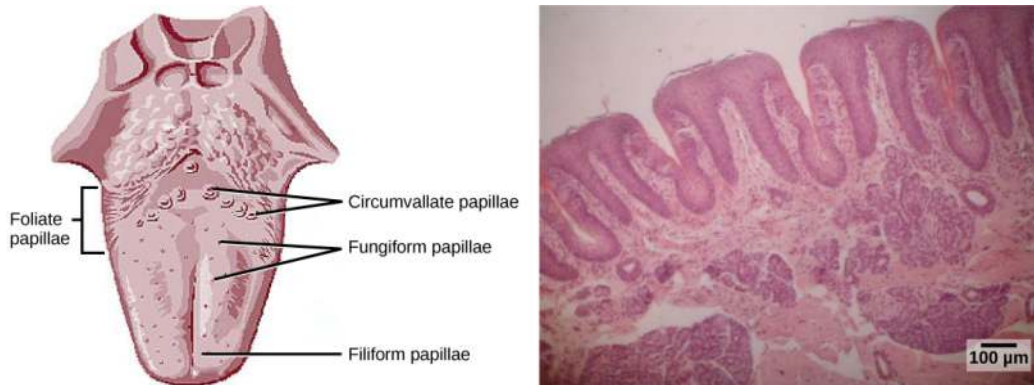 Foliate
papillae
Circumvallate papillae
Fungiform papillae
Filiform papillae
100 µm